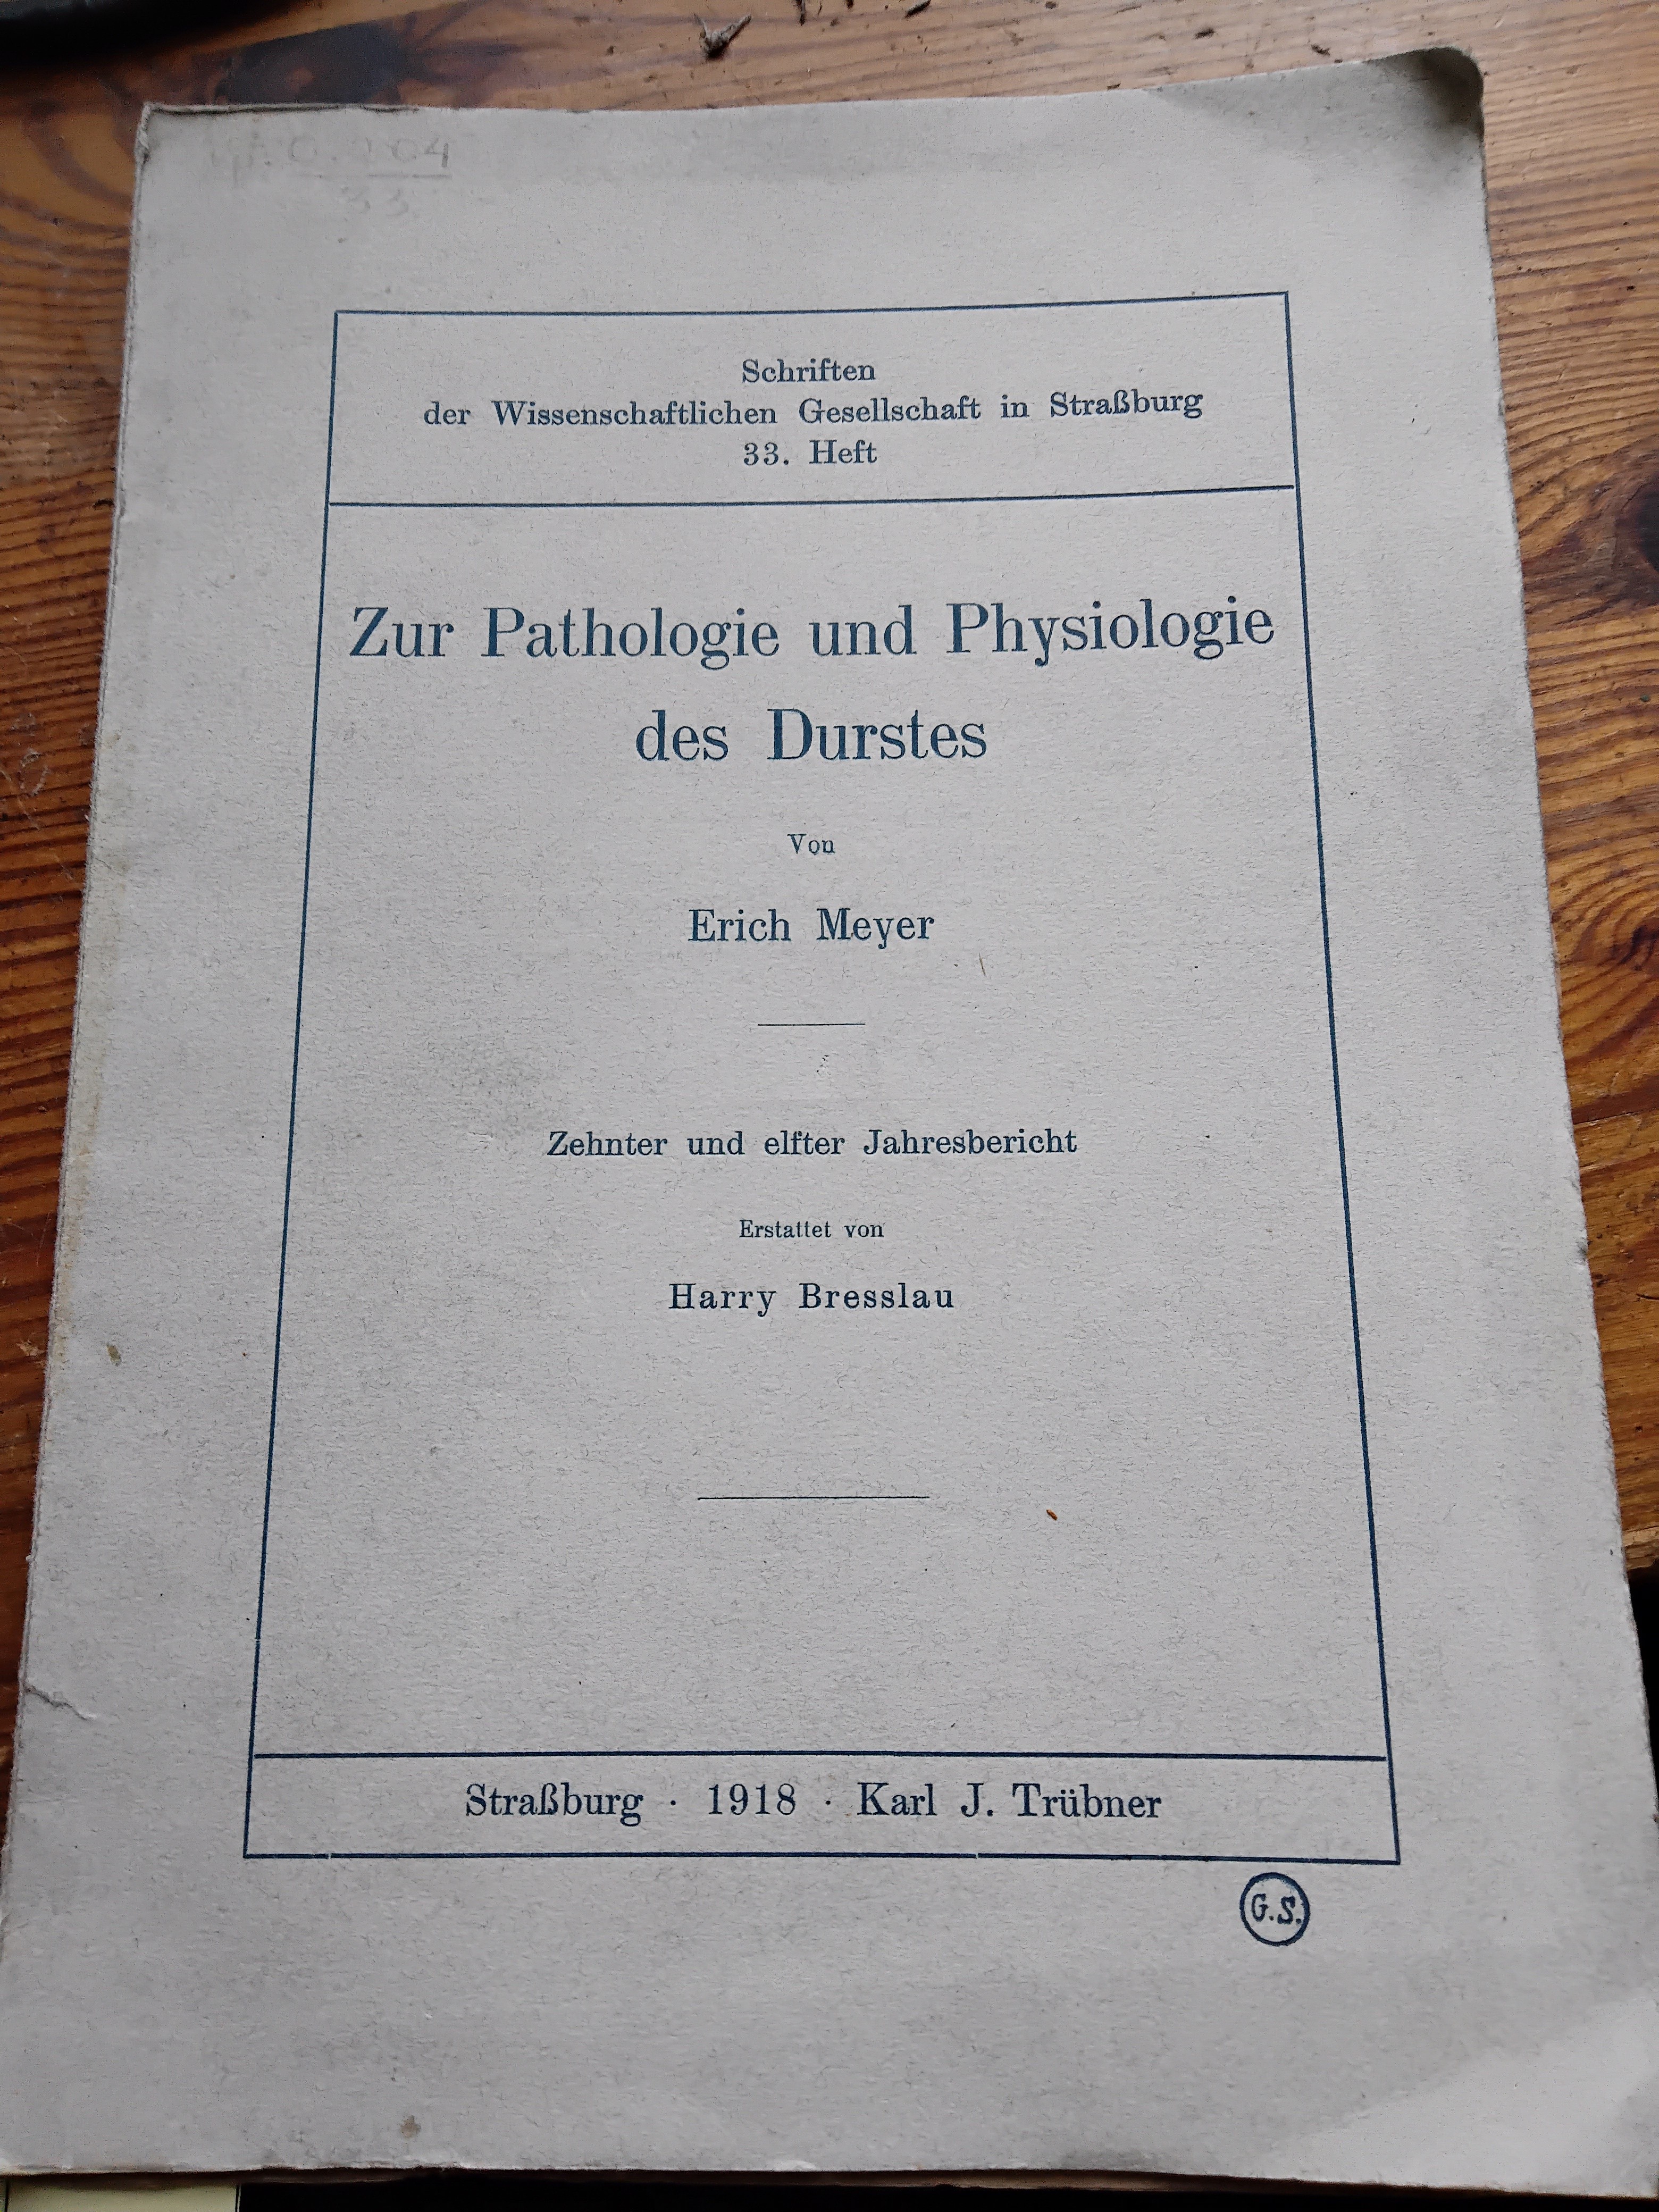 33
Schriften
der Wissenschaftlichen Gesellschaft in Straßburg
33. Heft
Zur Pathologie und Physiologie
des Durstes
Von
Erich Meyer
Zehnter und elfter Jahresbericht
Erstattet von
Harry Bresslau
Straßburg · 1918 · Karl J. Trübner
G.S.